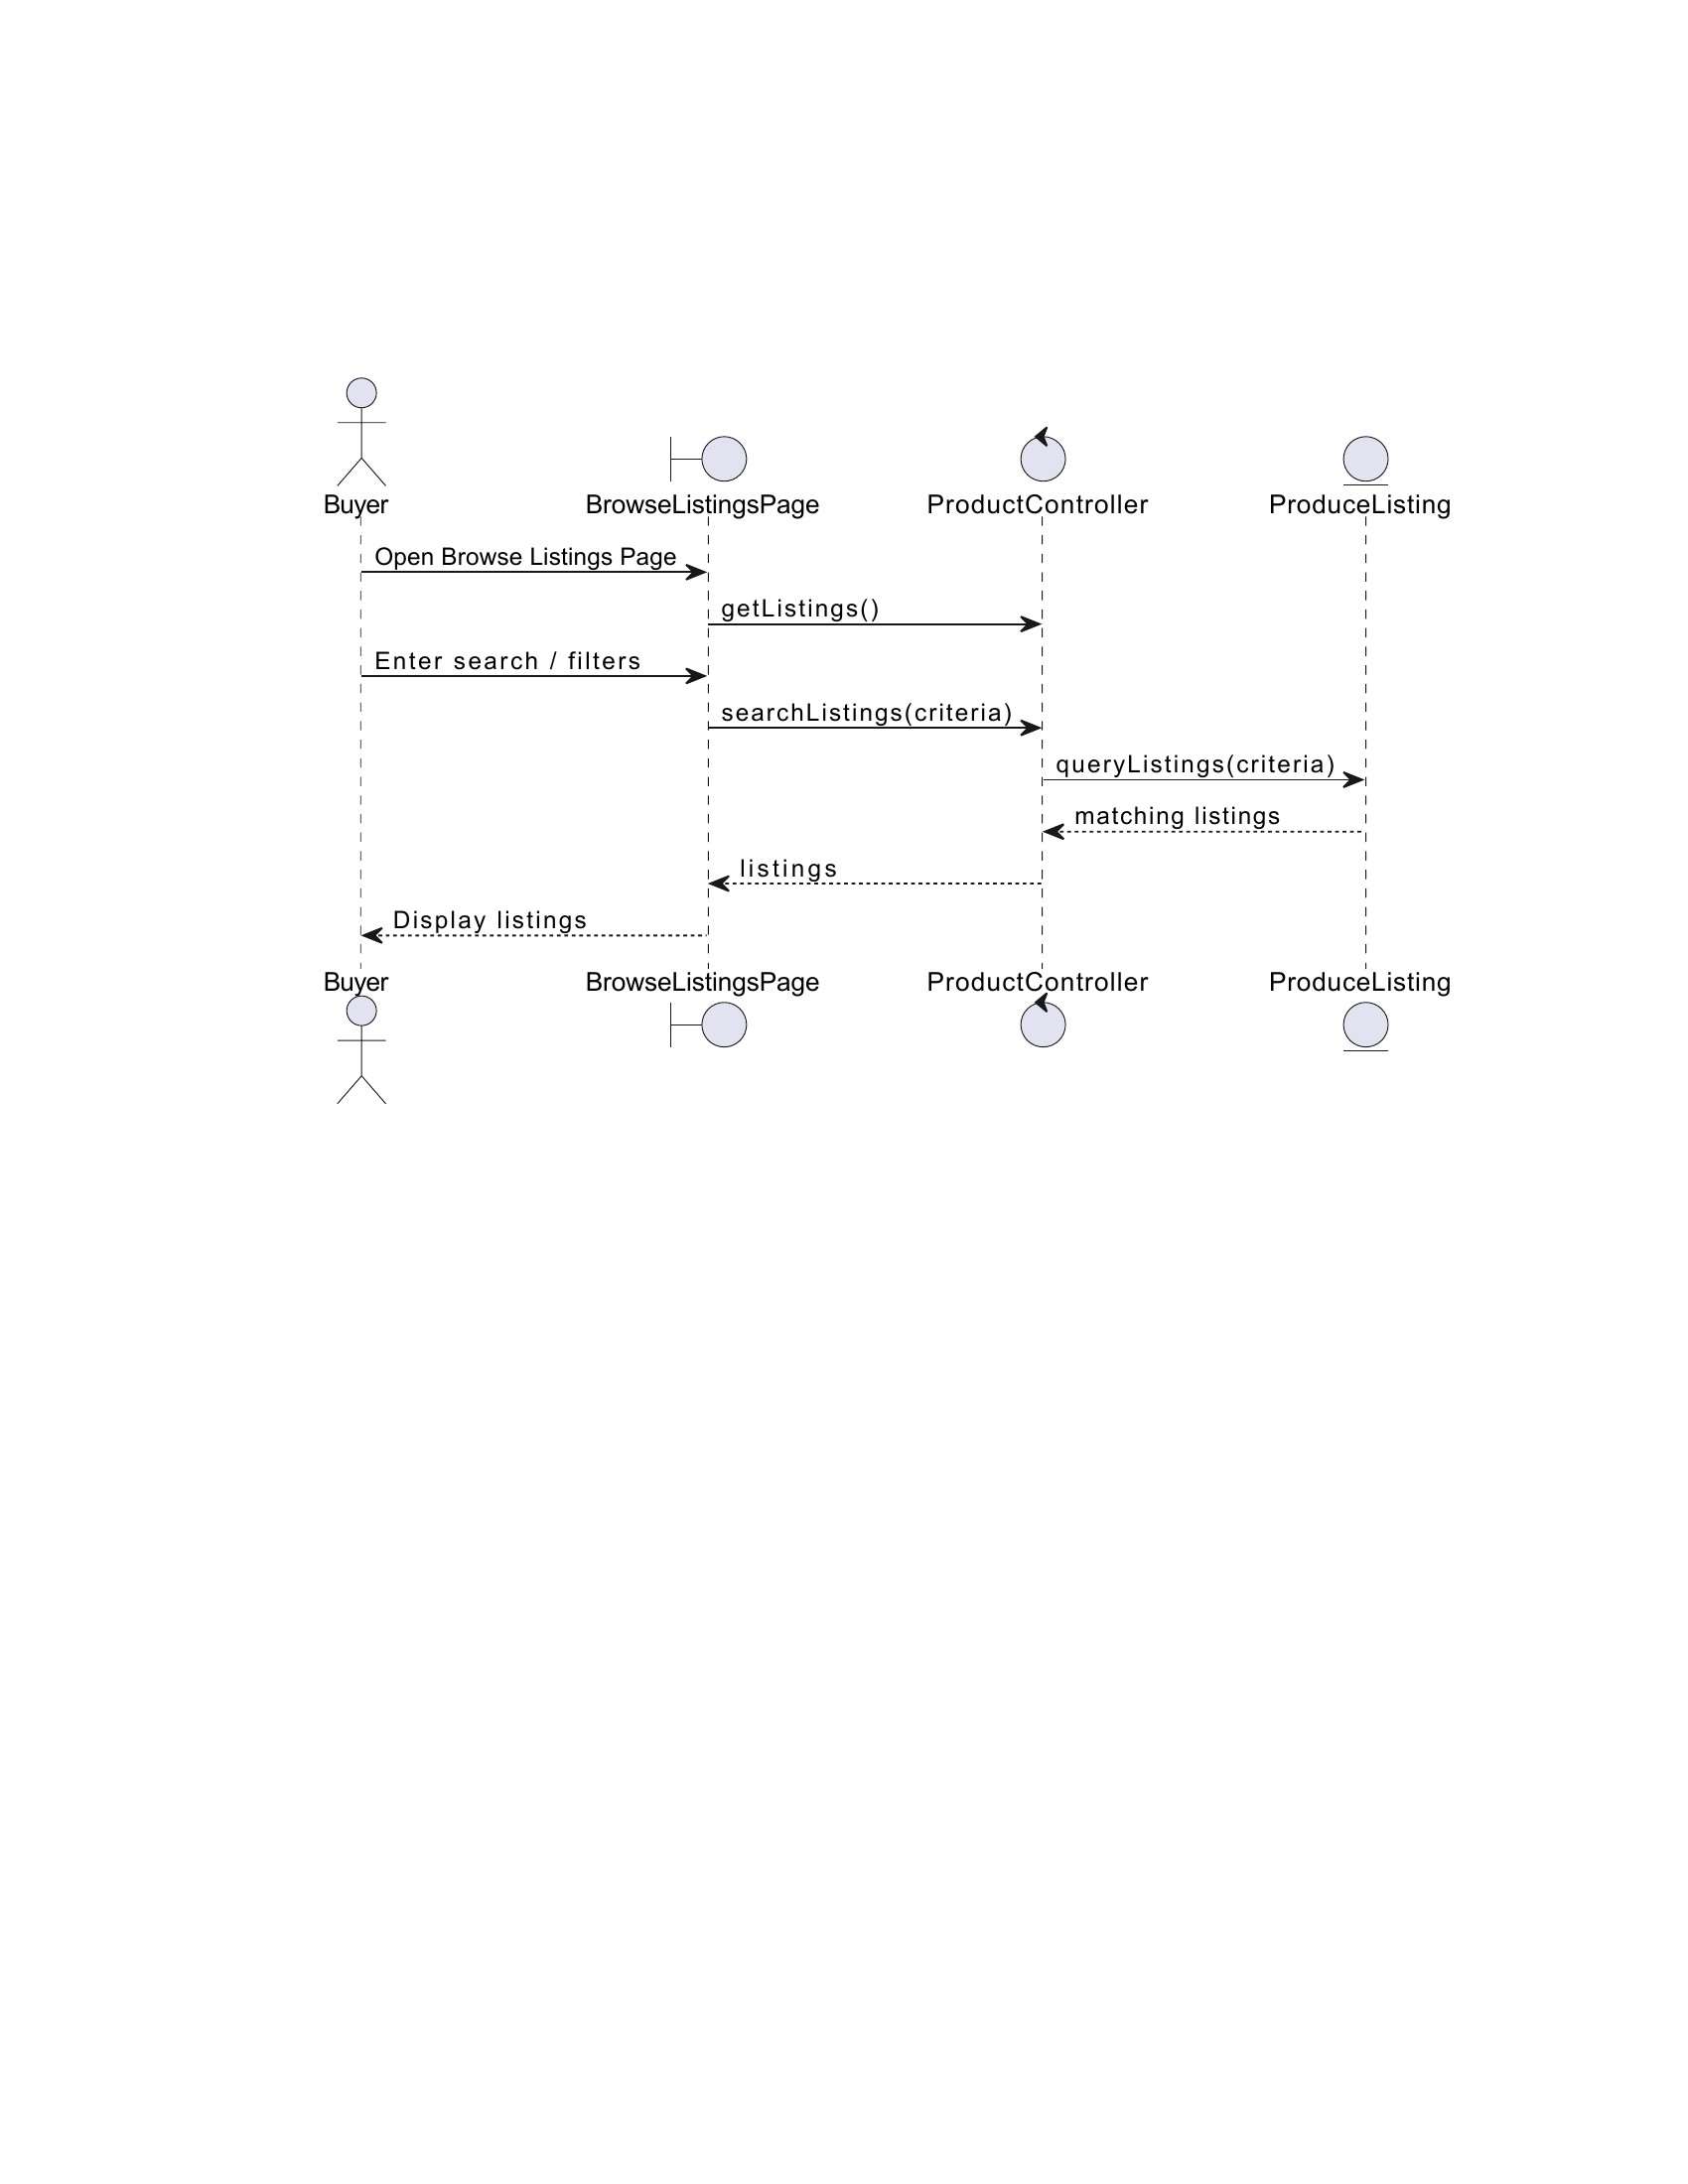 Buyer
BrowseListingsPage
ProductController
ProduceListing
Open Browse Listings Page
getListings()
Enter search / filters
searchListings(criteria)
queryListings(criteria)
matching listings
listings
Display listings
Buyer
BrowseListingsPage
ProductController
ProduceListing